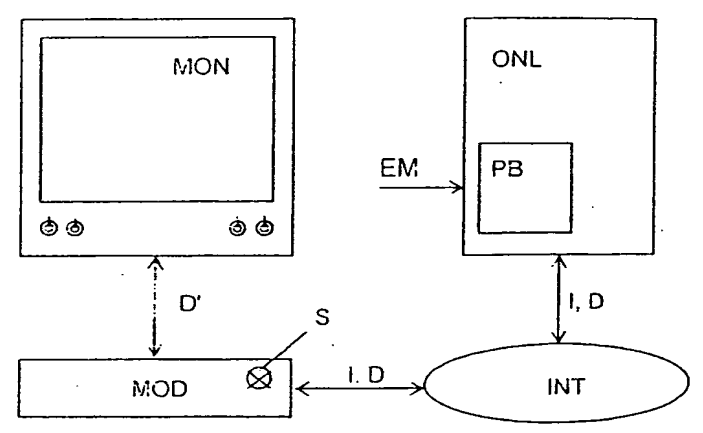 MON
ONL
EM
PB
D'
I, D
S
MOD
I. D
INT